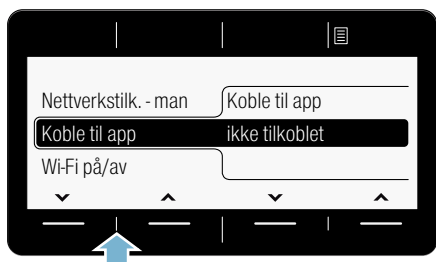 Nettverkstilk. - man
Koble til app
Koble til app
ikke tilkoblet
Wi-Fi på/av